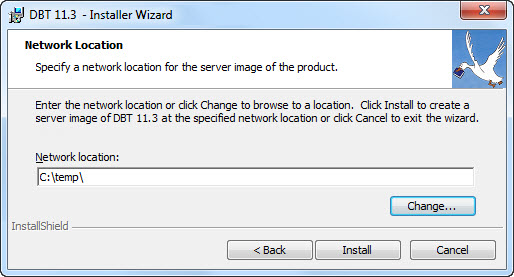 DBT 11.3 - Installer Wizard
Network Location
Specify a network location for the server image of the product.
Enter the network location or click Change to browse to a location. Click Install to create a
server image of DBT 11.3 at the specified network location or click Cancel to exit the wizard.
Network location:
C:\temp\
Change...
InstallShield
< Back Install Cancel